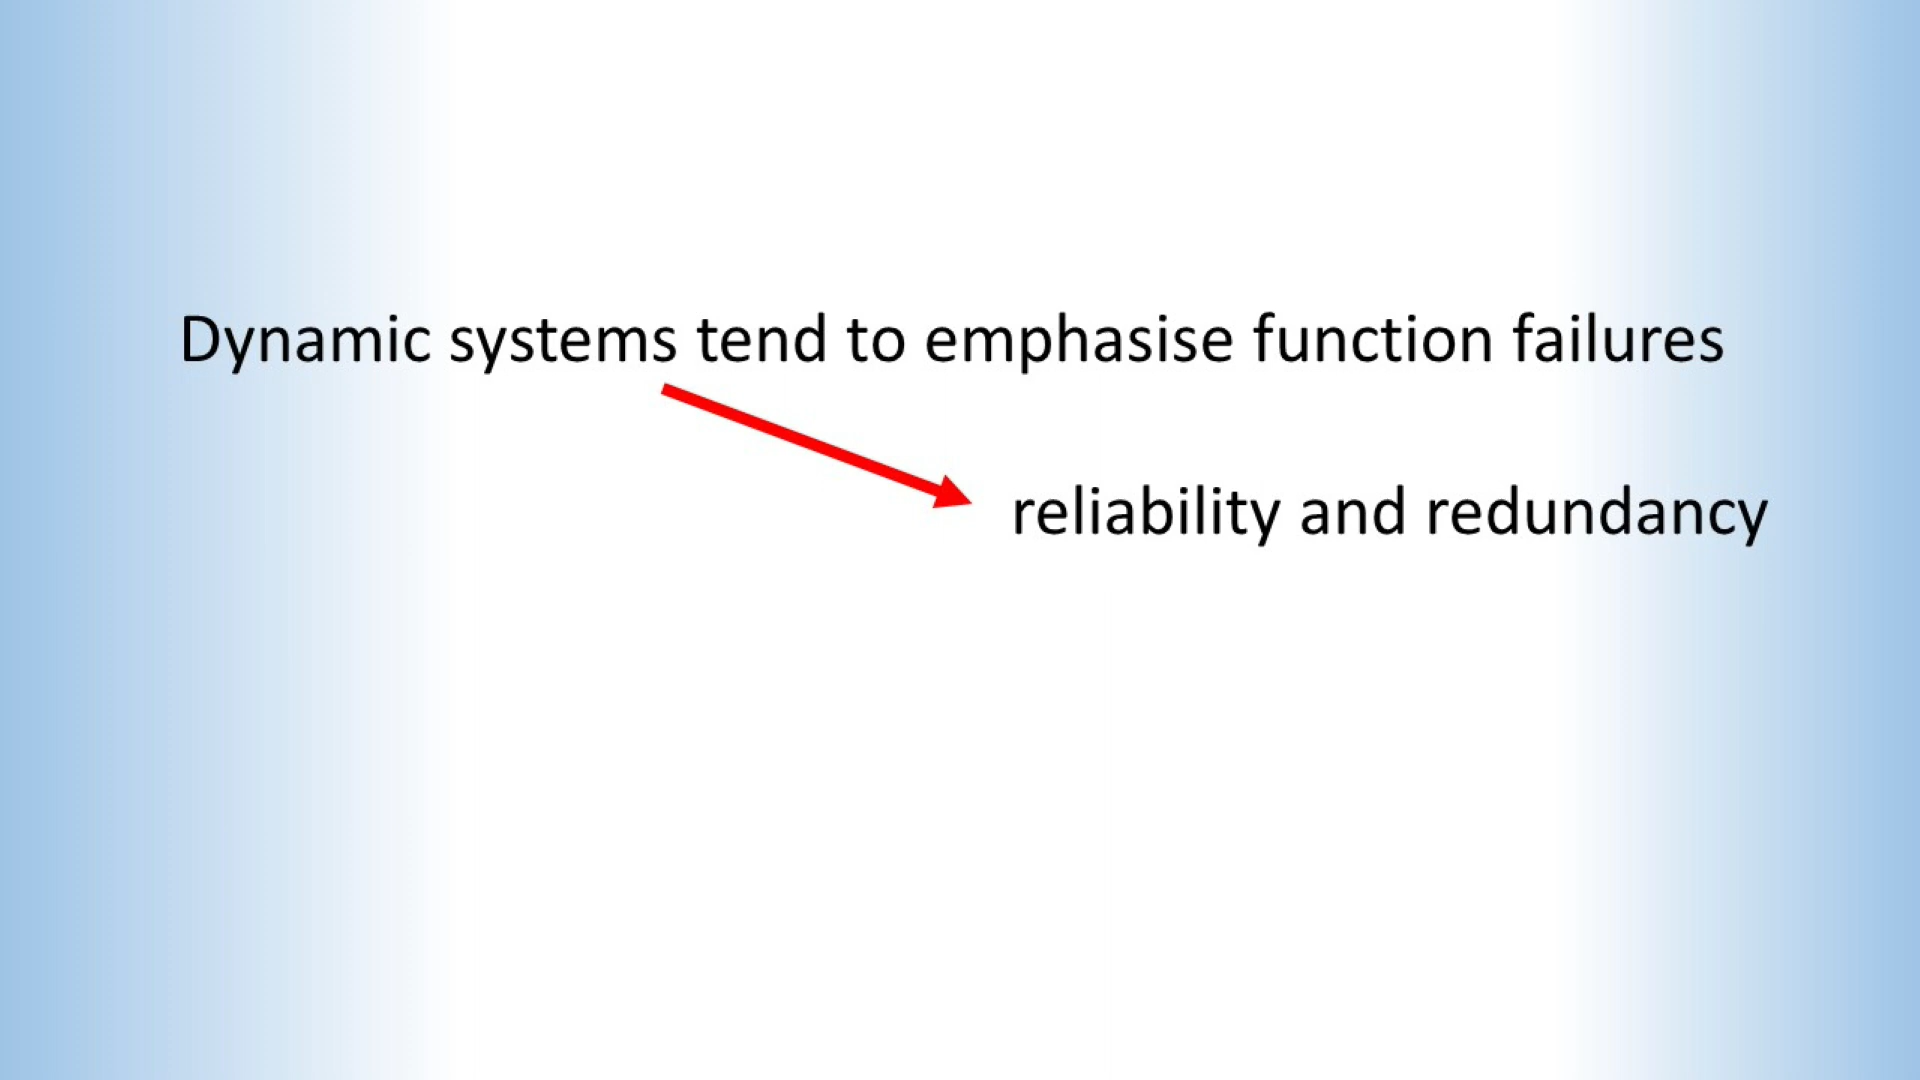 Dynamic systems tend to emphasise function failures
reliability and redundancy